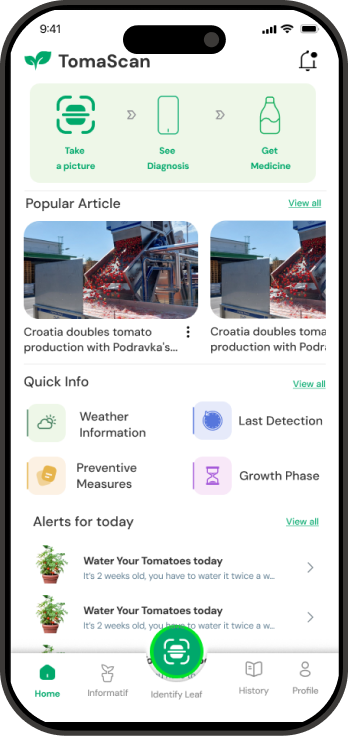 9:41
TomaScan
Take
a picture
See
Diagnosis
Get
Medicine
Popular Article
View all
Croatia doubles tomato
production with Podravka's...
Croatia doubles toma
production with Podra
Quick Info
View all
Weather
Information
Last Detection
Preventive
Measures
Growth Phase
Alerts for today
View all
Water Your Tomatoes today
It's 2 weeks old, you have to water it twice a w...
Water Your Tomatoes today
It's 2 weeks old, you have to water it twice a w...
Home
Informatif
Identify Leaf
History
Profile